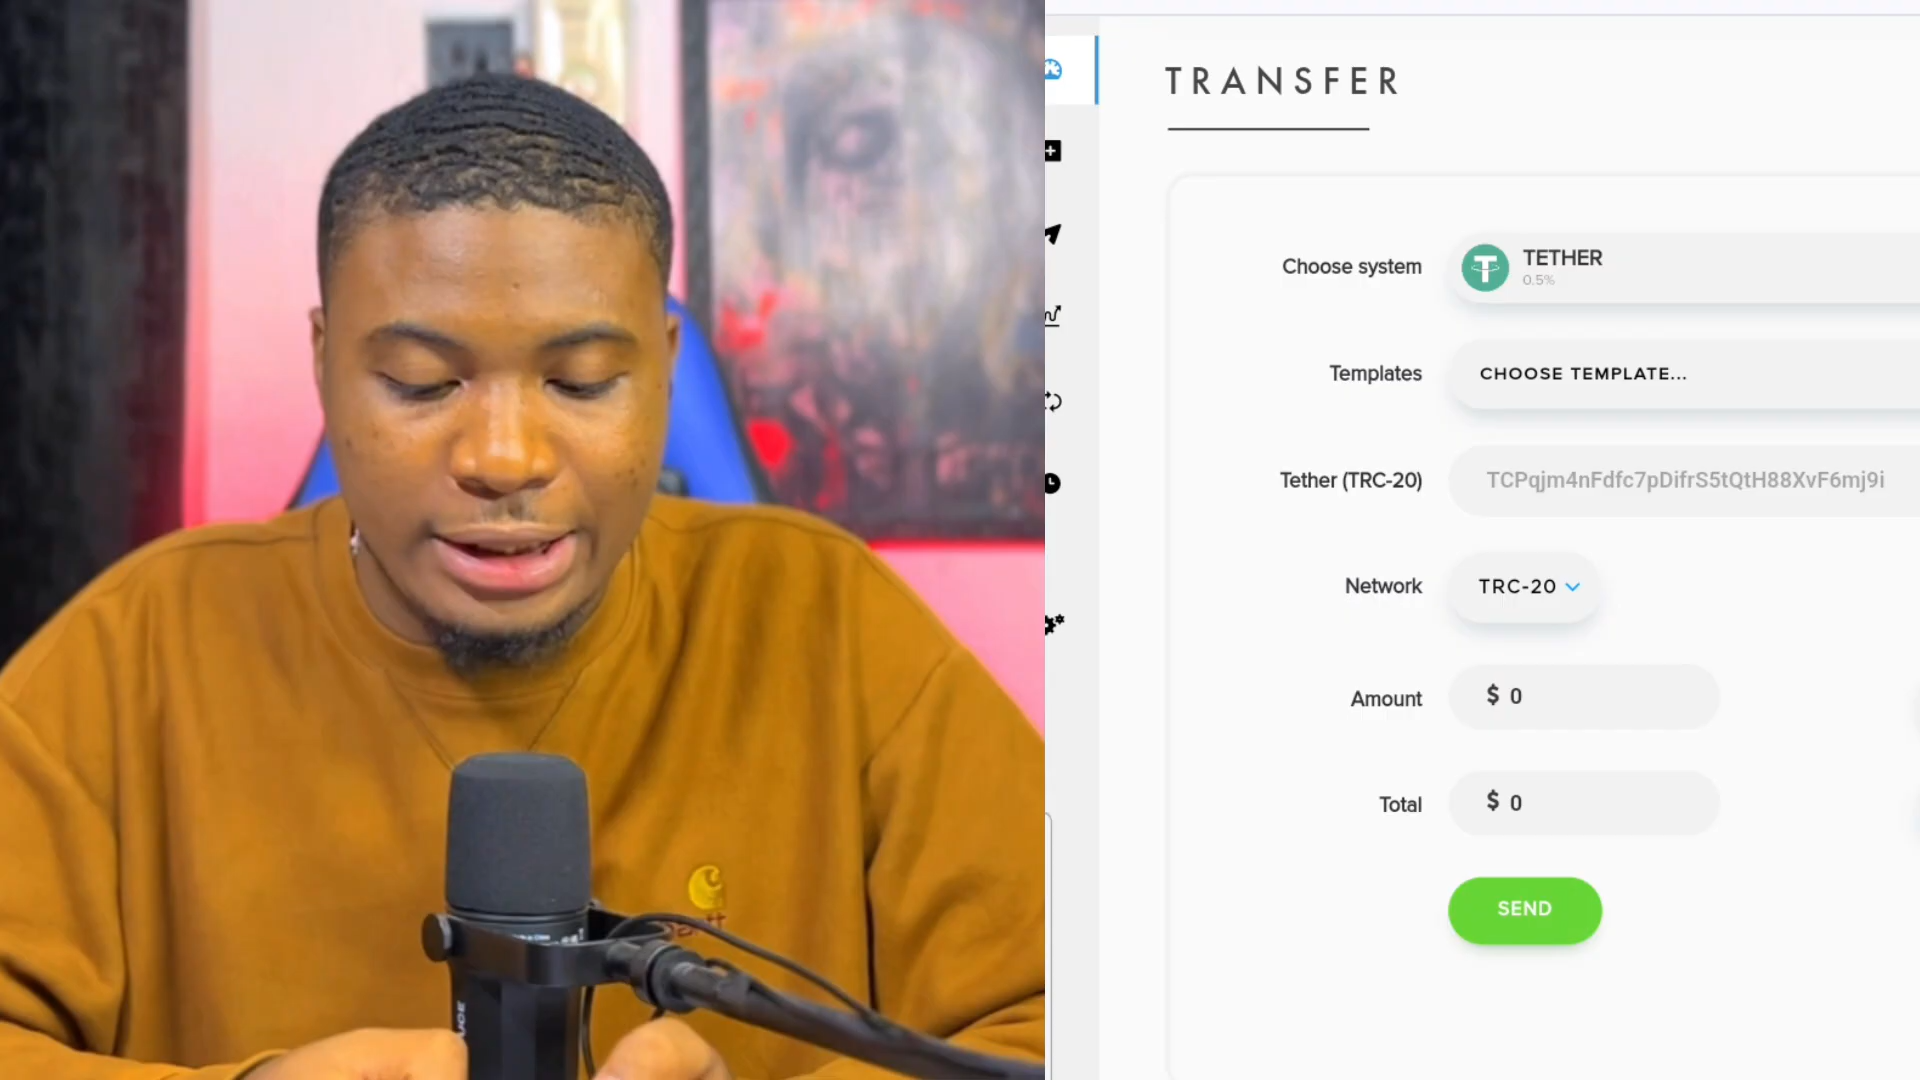 TRANSFER
Choose system
TETHER
0.5%
Templates
CHOOSE TEMPLATE...
Tether (TRC-20)
TCPqjm4nFdfc7pDifrS5tQtH88XvF6mj9i
Network
TRC-20
Amount
$ 0
Total
$ 0
SEND